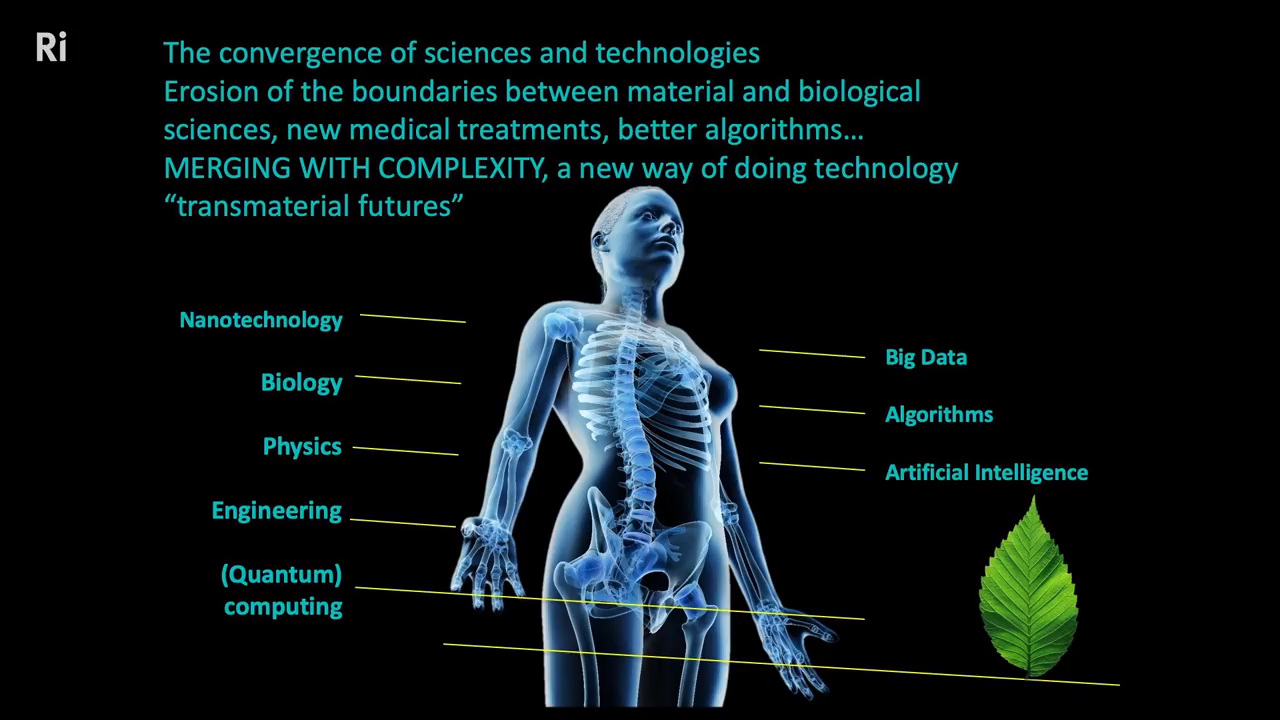 Ri
The convergence of sciences and technologies
Erosion of the boundaries between material and biological
sciences, new medical treatments, better algorithms…
MERGING WITH COMPLEXITY, a new way of doing technology
“transmaterial futures”
Nanotechnology
Biology
Physics
Engineering
(Quantum)
computing
Big Data
Algorithms
Artificial Intelligence